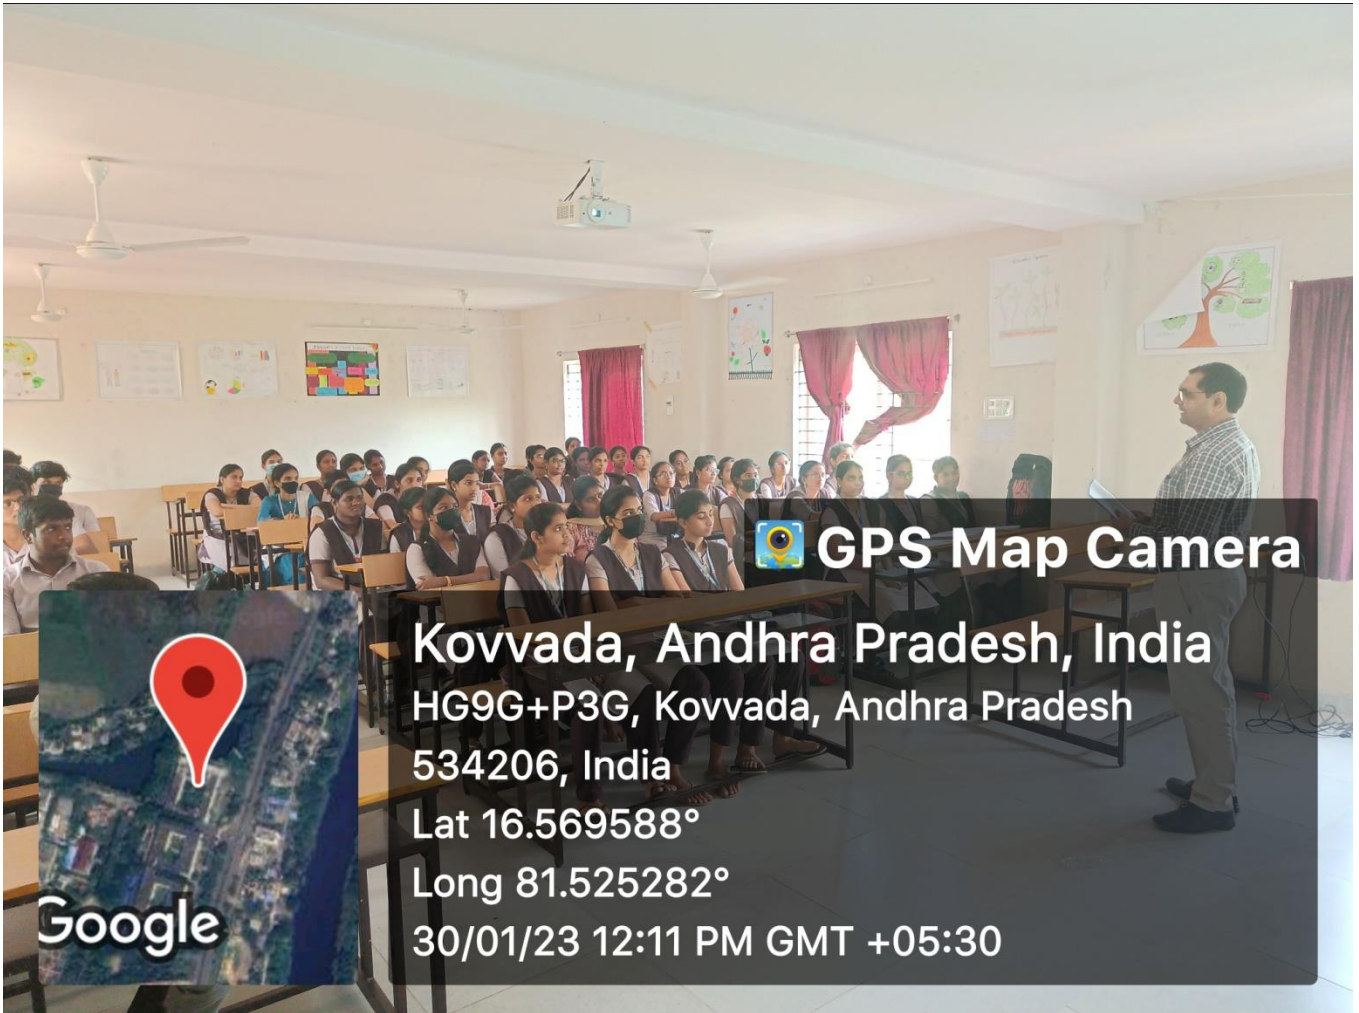 GPS Map Camera
Kovvada, Andhra Pradesh, India
HG9G+P3G, Kovvada, Andhra Pradesh
534206, India
Lat 16.569588°
Long 81.525282°
30/01/23 12:11 PM GMT +05:30
Google